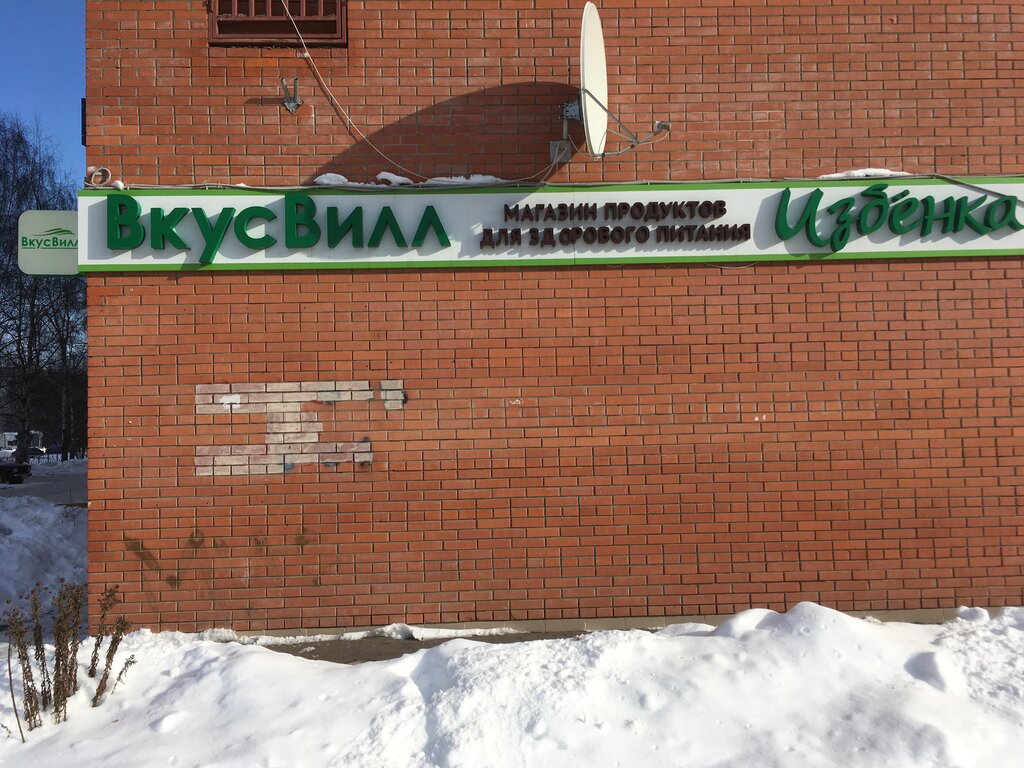 ВкусВилл
ВкусВилл
МАГАЗИН ПРОДУКТОВ
ДЛЯ ЗДОРОВОГО ПИТАНИЯ
Избёнка